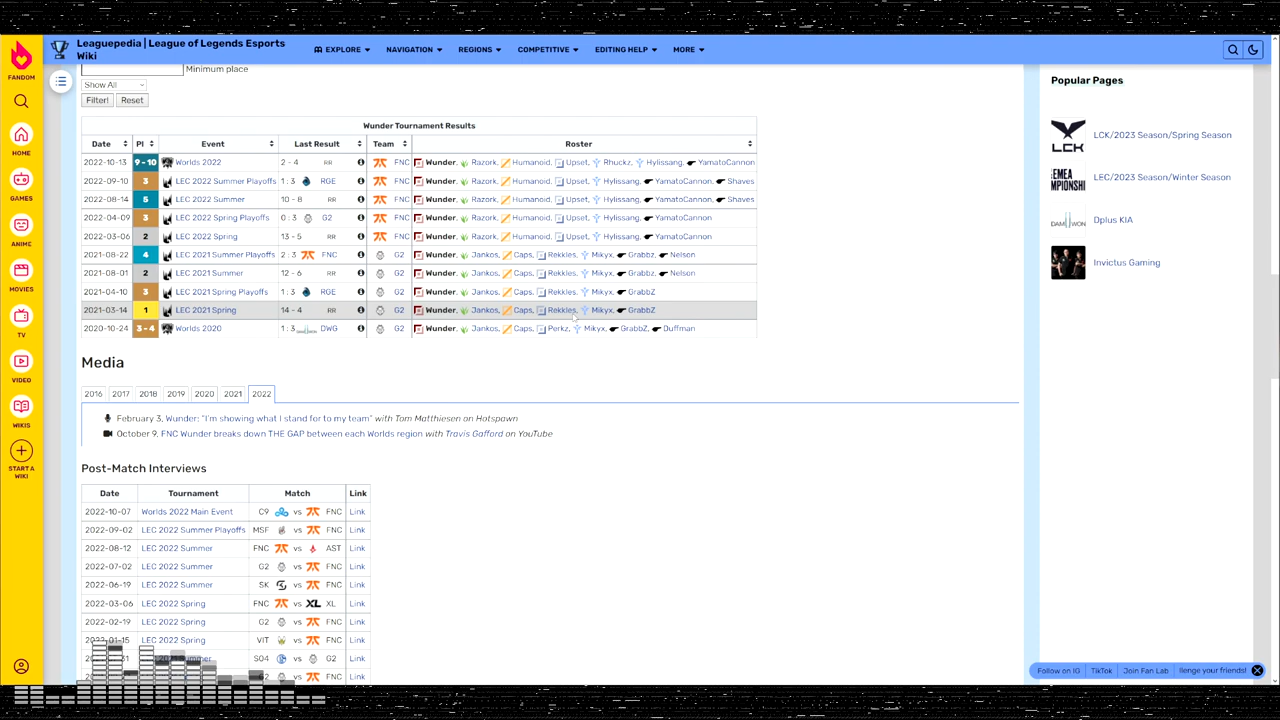 Leaguepedia | League of Legends Esports Wiki
EXPLORE NAVIGATION REGIONS COMPETITIVE EDITING HELP MORE
FANDOM
HOME
GAMES
ANIME
MOVIES
TV
VIDEO
WIKIS
START A WIKI
Minimum place
Show All
Filter! Reset
Wunder Tournament Results
Date Pl Event Last Result Team Roster
2022-10-13 9 - 10 Worlds 2022 2 - 4 RR FNC Wunder, Razork, Humanoid, Upset, Rhuckz, Hylissang, YamatoCannon
2022-09-10 3 LEC 2022 Summer Playoffs 1 : 3 RGE FNC Wunder, Razork, Humanoid, Upset, Hylissang, YamatoCannon, Shaves
2022-08-14 5 LEC 2022 Summer 10 - 8 RR FNC Wunder, Razork, Humanoid, Upset, Hylissang, YamatoCannon, Shaves
2022-04-09 3 LEC 2022 Spring Playoffs 0 : 3 G2 FNC Wunder, Razork, Humanoid, Upset, Hylissang, YamatoCannon
2022-03-06 2 LEC 2022 Spring 13 - 5 RR FNC Wunder, Razork, Humanoid, Upset, Hylissang, YamatoCannon
2021-08-22 4 LEC 2021 Summer Playoffs 2 : 3 FNC G2 Wunder, Jankos, Caps, Rekkles, Mikyx, Grabbz, Nelson
2021-08-01 2 LEC 2021 Summer 12 - 6 RR G2 Wunder, Jankos, Caps, Rekkles, Mikyx, Grabbz, Nelson
2021-04-10 3 LEC 2021 Spring Playoffs 1 : 3 RGE G2 Wunder, Jankos, Caps, Rekkles, Mikyx, GrabbZ
2021-03-14 1 LEC 2021 Spring 14 - 4 RR G2 Wunder, Jankos, Caps, Rekkles, Mikyx, GrabbZ
2020-10-24 3 - 4 Worlds 2020 1 : 3 DWG G2 Wunder, Jankos, Caps, Perkz, Mikyx, GrabbZ, Duffman
Media
2016 2017 2018 2019 2020 2021 2022
February 3, Wunder: "I'm showing what I stand for to my team" with Tom Matthiesen on Hotspawn
October 9, FNC Wunder breaks down THE GAP between each Worlds region with Travis Gafford on YouTube
Post-Match Interviews
Date Tournament Match Link
2022-10-07 Worlds 2022 Main Event C9 vs FNC Link
2022-09-02 LEC 2022 Summer Playoffs MSF vs FNC Link
2022-08-12 LEC 2022 Summer FNC vs AST Link
2022-07-02 LEC 2022 Summer G2 vs FNC Link
2022-06-19 LEC 2022 Summer SK vs FNC Link
2022-03-06 LEC 2022 Spring FNC vs XL XL Link
2022-02-19 LEC 2022 Spring G2 vs FNC Link
LEC 2022 Spring VIT vs FNC Link
S04 vs G2 Link
vs FNC Link
Popular Pages
LCK
LCK/2023 Season/Spring Season
LEC/2023 Season/Winter Season
Dplus KIA
Invictus Gaming
Follow on IG TikTok Join Fan Lab llenge your friends!